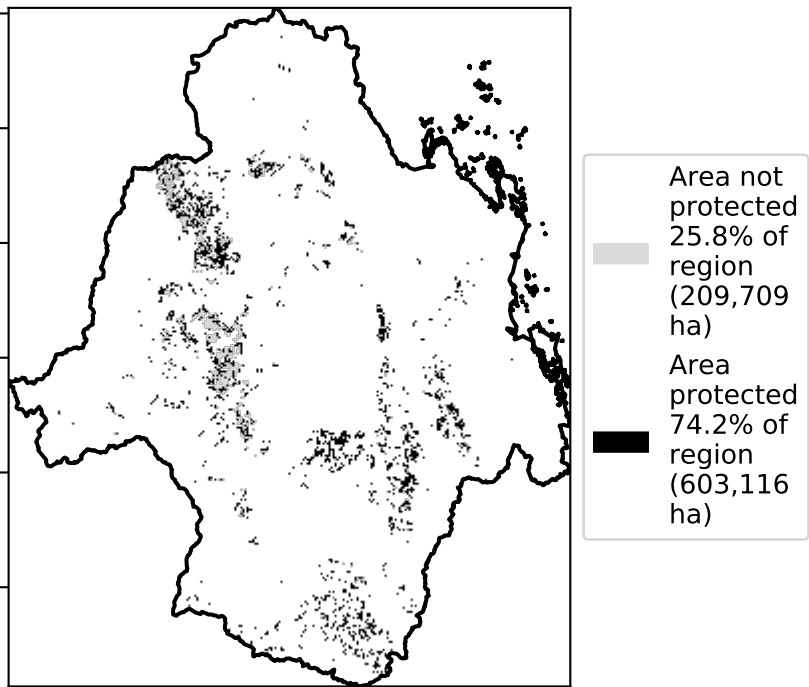 Area not
protected
25.8% of
region
(209,709
ha)
Area
protected
74.2% of
region
(603,116
ha)